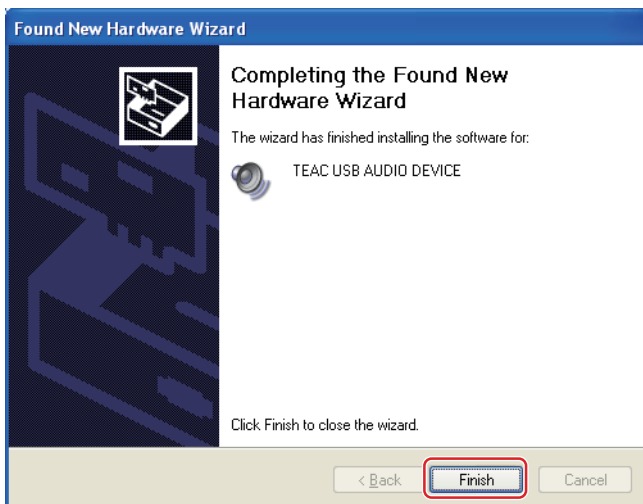 Found New Hardware Wizard
Completing the Found New
Hardware Wizard
The wizard has finished installing the software for:
TEAC USB AUDIO DEVICE
Click Finish to close the wizard.
< Back
Finish
Cancel